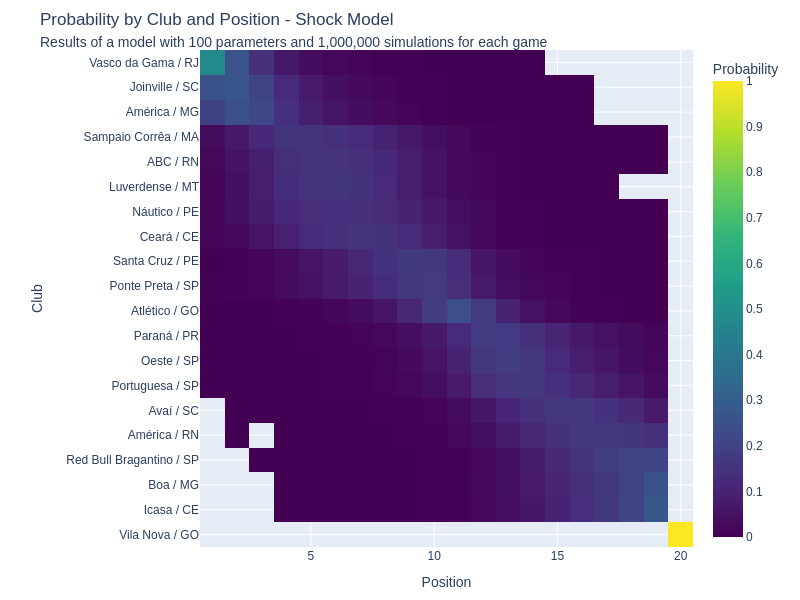 Probability by Club and Position - Shock Model
Results of a model with 100 parameters and 1,000,000 simulations for each game
Vasco da Gama / RJ
Joinville / SC
América / MG
Sampaio Corrêa / MA
ABC / RN
Luverdense / MT
Náutico / PE
Ceará / CE
Santa Cruz / PE
Ponte Preta / SP
Atlético / GO
Paraná / PR
Oeste / SP
Portuguesa / SP
Avaí / SC
América / RN
Red Bull Bragantino / SP
Boa / MG
Icasa / CE
Vila Nova / GO
Club
5
10
15
20
Position
Probability
1
0.9
0.8
0.7
0.6
0.5
0.4
0.3
0.2
0.1
0